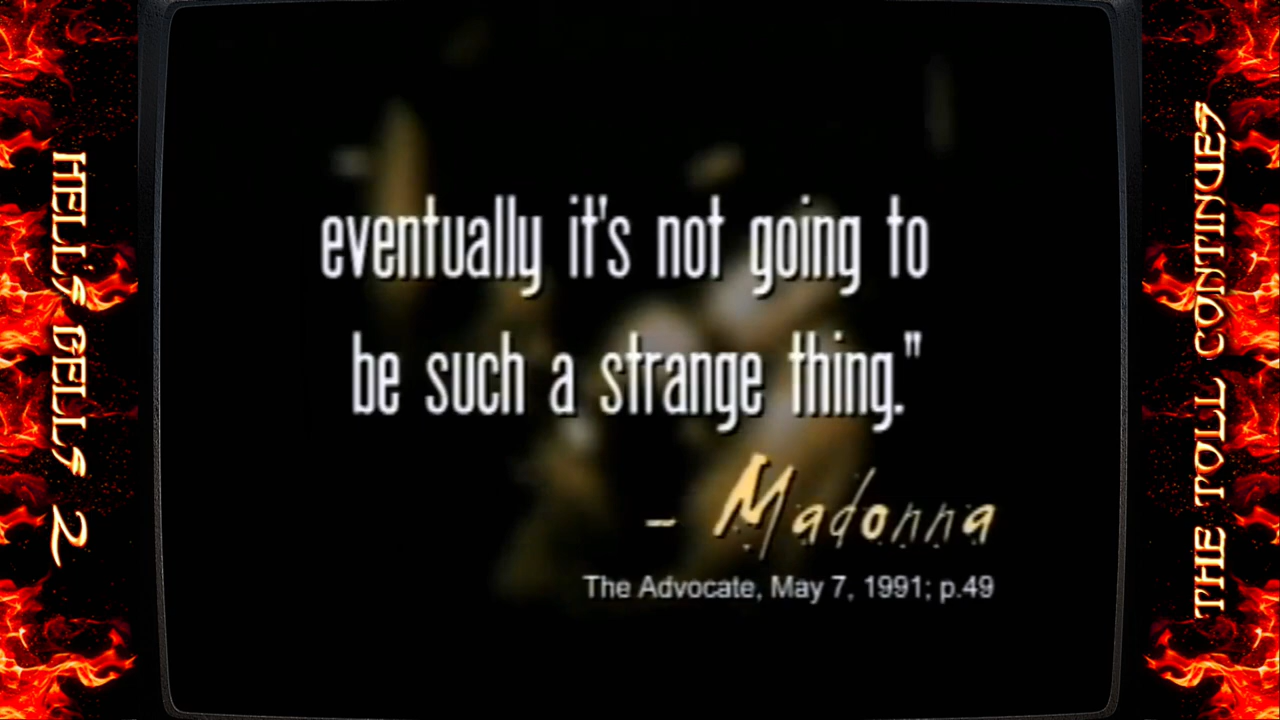 HELL'S BELLS 2
eventually it's not going to
be such a strange thing."
- Madonna
The Advocate, May 7, 1991; p.49
THE TOLL CONTINUES